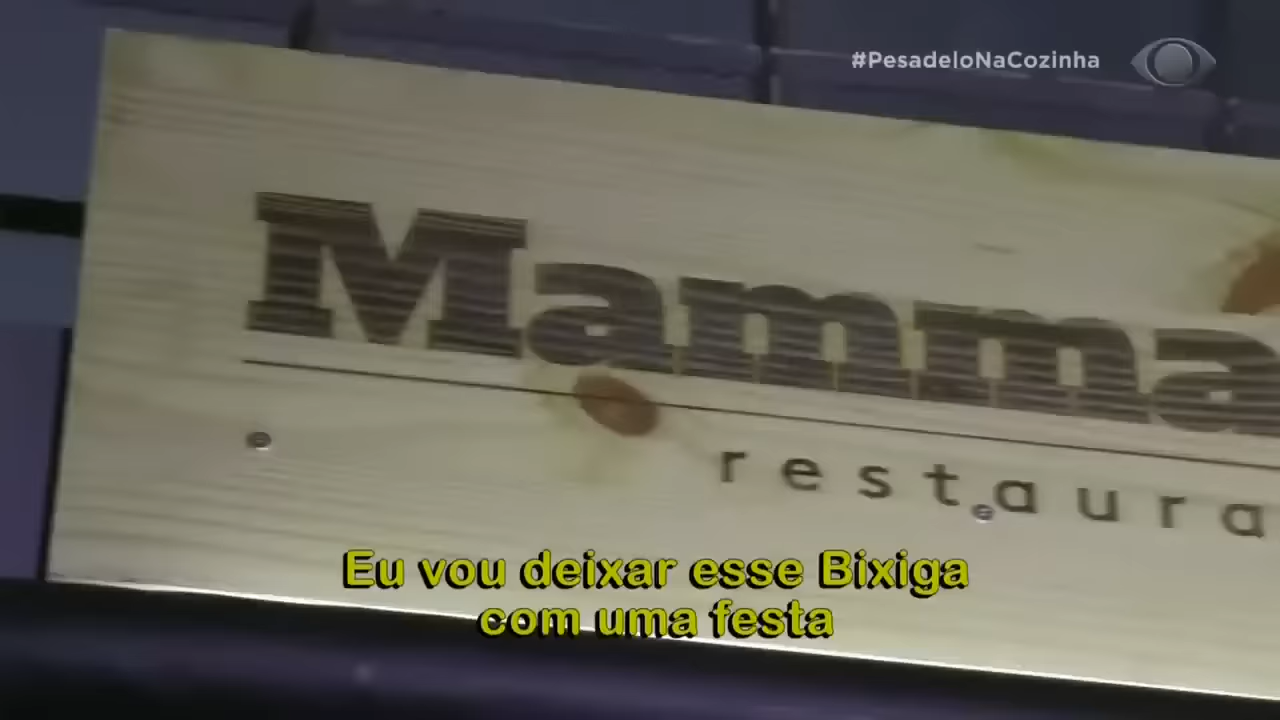 #PesadeloNaCozinha
Mamma
restaura
Eu vou deixar esse Bixiga
com uma festa